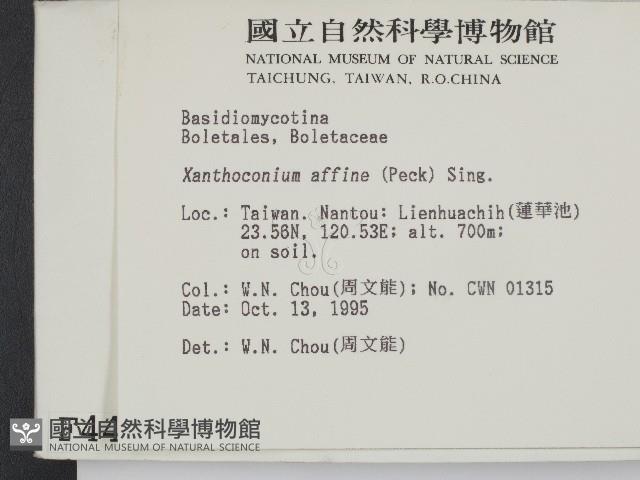 國立自然科學博物館
NATIONAL MUSEUM OF NATURAL SCIENCE
TAICHUNG, TAIWAN, R.O.CHINA
Basidiomycotina
Boletales, Boletaceae
Xanthoconium affine (Peck) Sing.
Loc.: Taiwan. Nantou: Lienhuachih(蓮華池)
23.56N, 120.53E; alt. 700m;
on soil.
Col.: W.N. Chou(周文能); No. CWN 01315
Date: Oct. 13, 1995
Det.: W.N. Chou(周文能)
F44
國立自然科學博物館
NATIONAL MUSEUM OF NATURAL SCIENCE